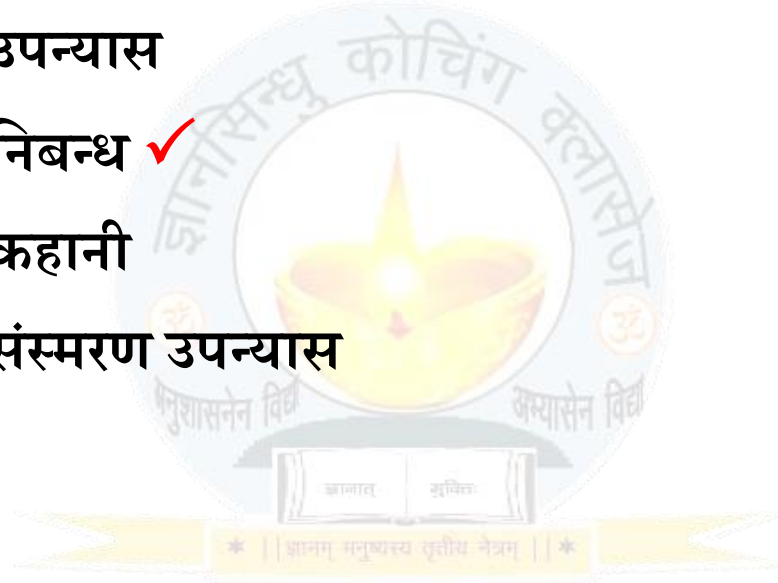 उपन्यास
निबन्ध ✓
कहानी
संस्मरण उपन्यास
ज्ञानसिन्धु कोचिंग क्लासेज
ॐ ॐ
अनुशासनेन विद्या अभ्यासेन विद्या
ज्ञानात् मुक्तिः
* ||ज्ञानम् मनुष्यस्य तृतीय नेत्रम् ||*